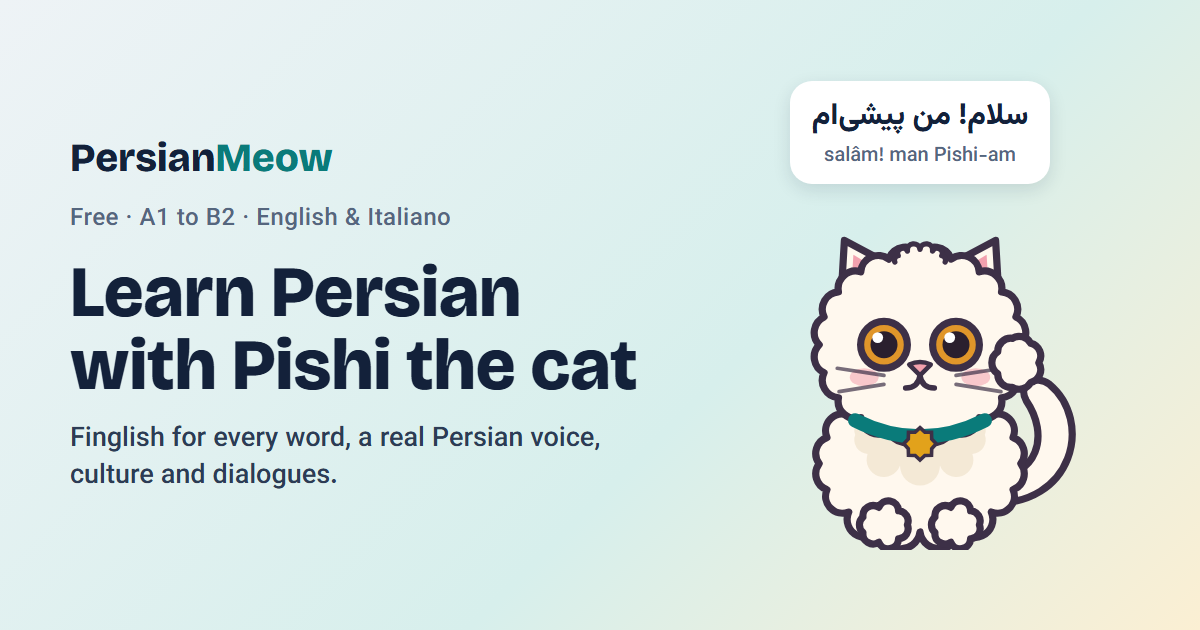 PersianMeow
Free · A1 to B2 · English & Italiano
Learn Persian
with Pishi the cat
Finglish for every word, a real Persian voice,
culture and dialogues.
سلام! من پیشی‌ام
salâm! man Pishi-am